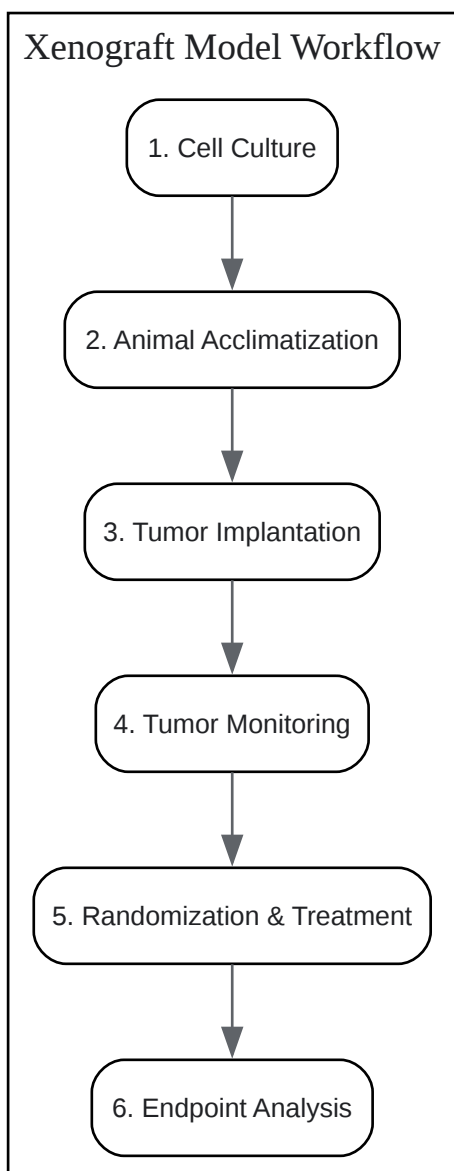 Xenograft Model Workflow
1. Cell Culture
2. Animal Acclimatization
3. Tumor Implantation
4. Tumor Monitoring
5. Randomization & Treatment
6. Endpoint Analysis